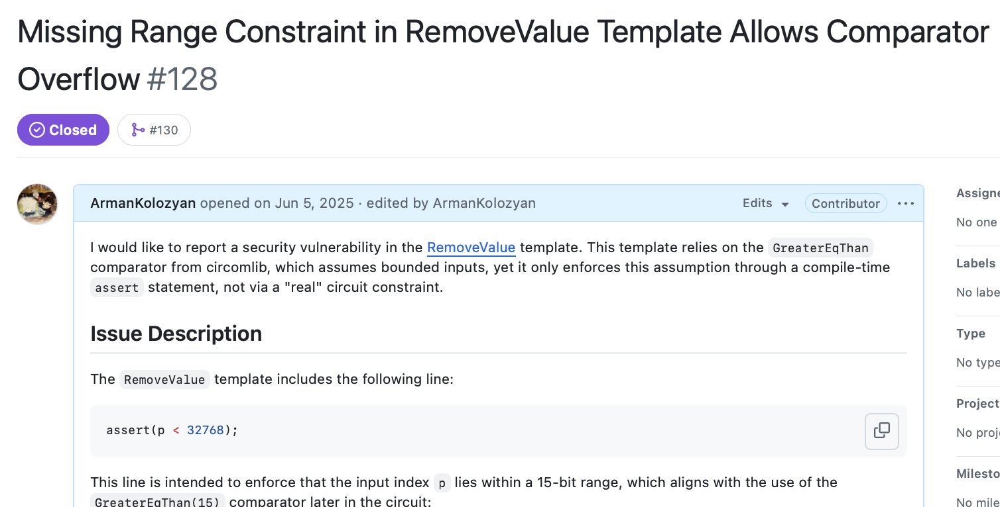 Missing Range Constraint in RemoveValue Template Allows Comparator
Overflow #128
Closed
#130
ArmanKolozyan opened on Jun 5, 2025 · edited by ArmanKolozyan
Edits
Contributor
I would like to report a security vulnerability in the RemoveValue template. This template relies on the GreaterEqThan
comparator from circomlib, which assumes bounded inputs, yet it only enforces this assumption through a compile-time
assert statement, not via a "real" circuit constraint.
Issue Description
The RemoveValue template includes the following line:
assert(p < 32768);
This line is intended to enforce that the input index p lies within a 15-bit range, which aligns with the use of the
GreaterEqThan(15) comparator later in the circuit:
Assigne
No one
Labels
No labe
Type
No type
Project
No proj
Milesto
No mile